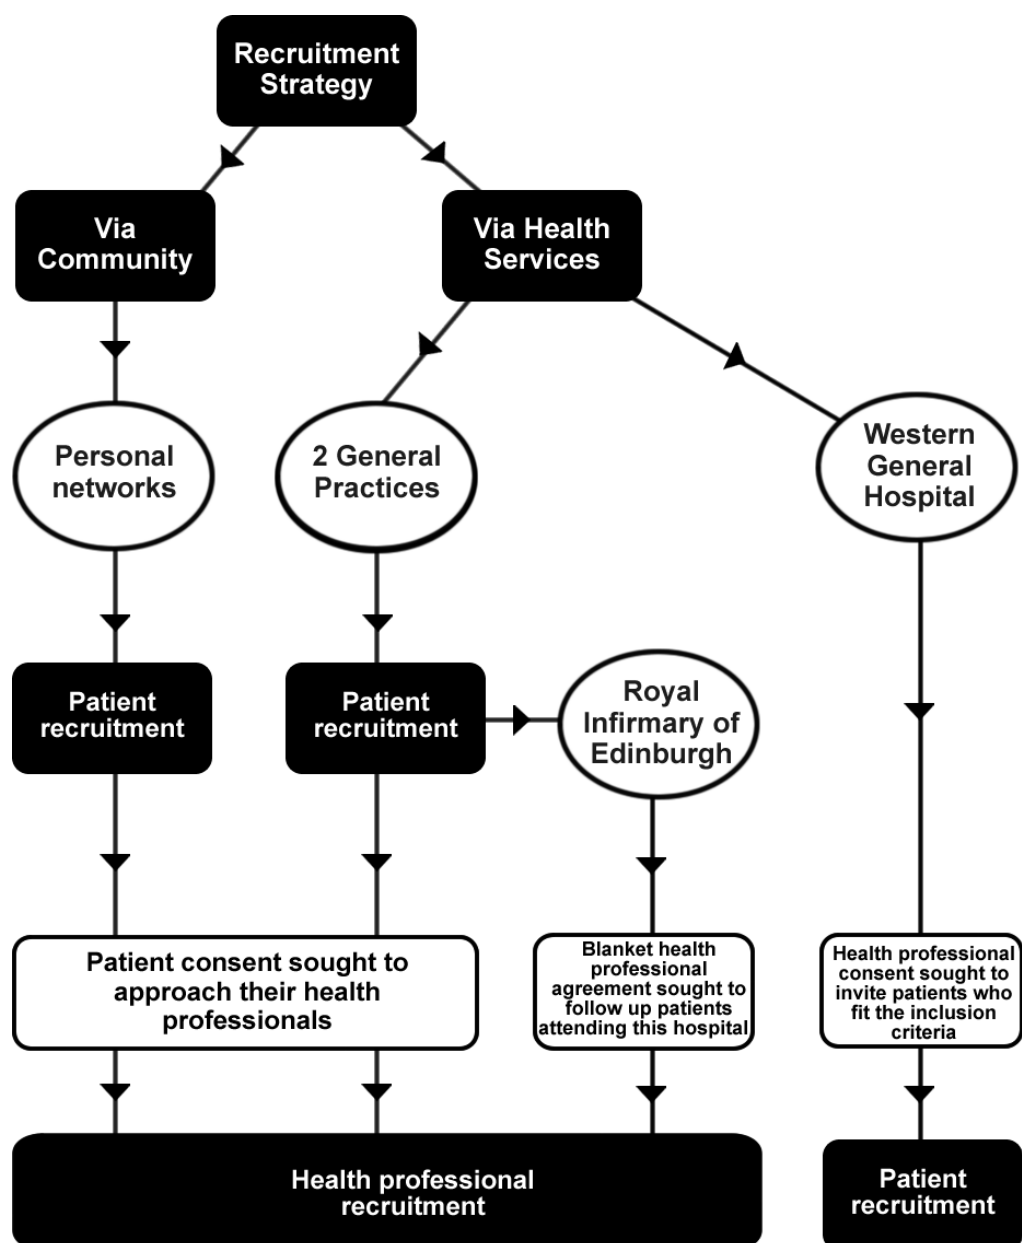 Recruitment
Strategy
Via
Community
Via Health
Services
Personal
networks
2 General
Practices
Western
General
Hospital
Patient
recruitment
Patient
recruitment
Royal
Infirmary of
Edinburgh
Patient consent sought to
approach their health
professionals
Blanket health
professional
agreement sought to
follow up patients
attending this hospital
Health professional
consent sought to
invite patients who
fit the inclusion
criteria
Health professional
recruitment
Patient
recruitment